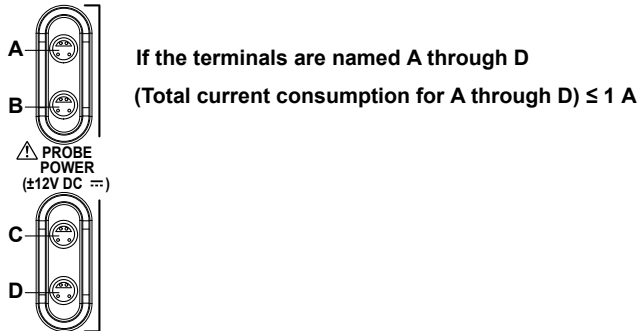 A
If the terminals are named A through D
(Total current consumption for A through D) ≤ 1 A
B
⚠ PROBE
POWER
(±12V DC ⎓)
C
D